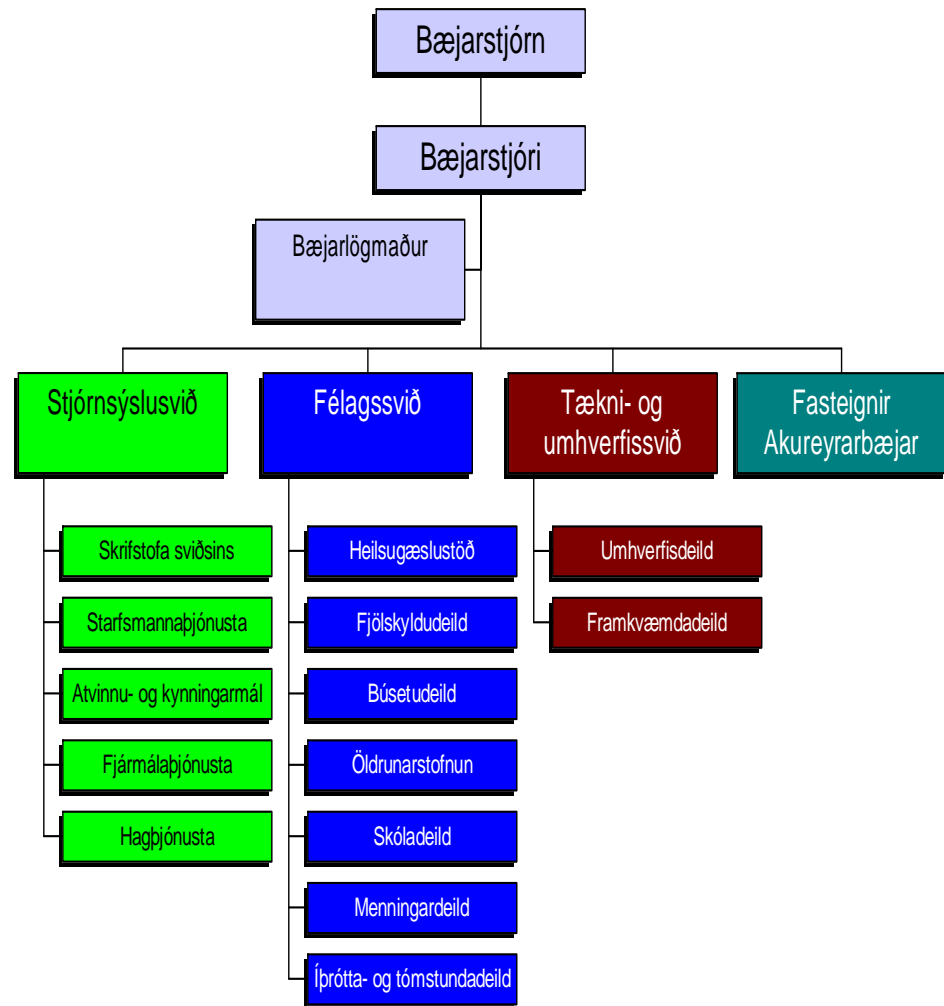 Bæjarstjórn
Bæjarstjóri
Bæjarlögmaður
Stjórnsýslusvið
Félagssvið
Tækni- og
umhverfissvið
Fasteignir
Akureyrarbæjar
Skrifstofa sviðsins
Starfsmannaþjónusta
Atvinnu- og kynningarmál
Fjármálaþjónusta
Hagþjónusta
Heilsugæslustöð
Fjölskyldudeild
Búsetudeild
Öldrunarstofnun
Skóladeild
Menningardeild
Íþrótta- og tómstundadeild
Umhverfisdeild
Framkvæmdadeild